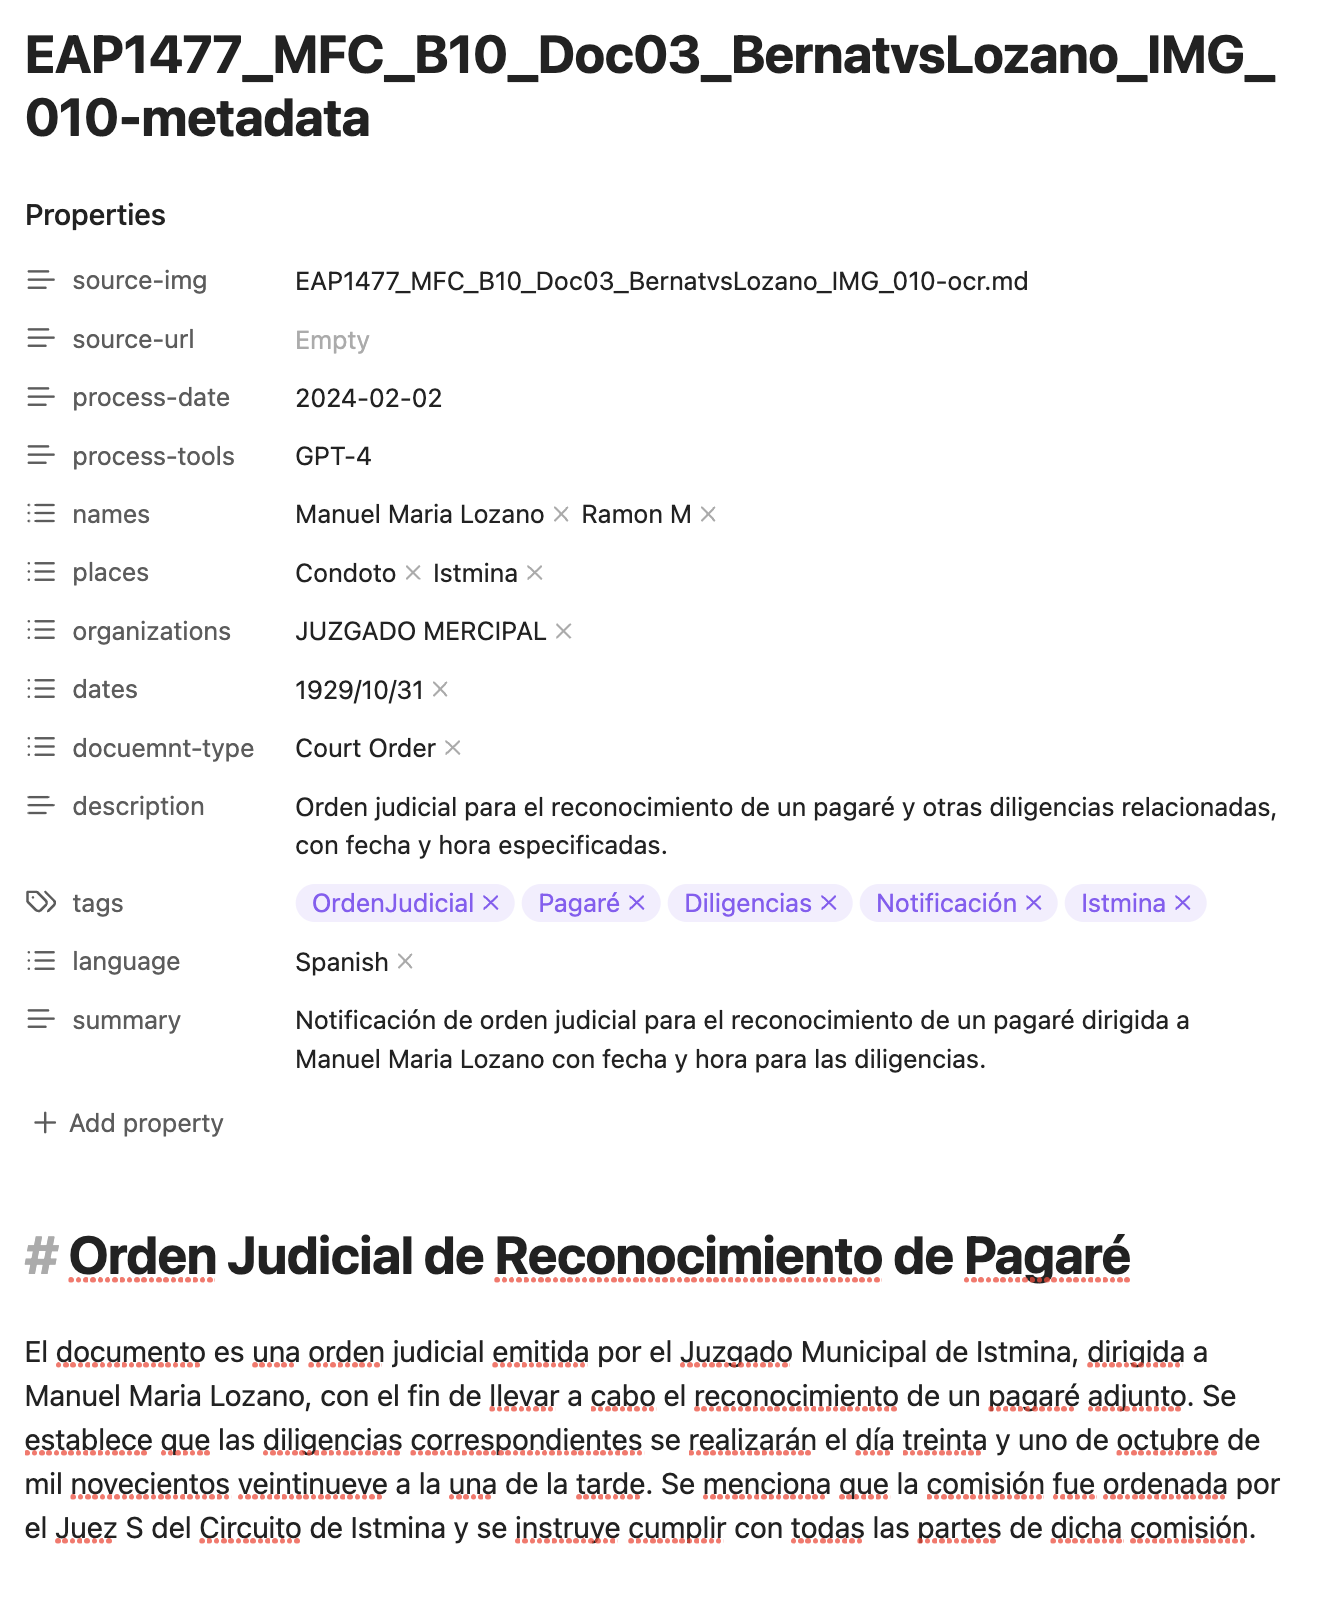 EAP1477_MFC_B10_Doc03_BernatvsLozano_IMG_
010-metadata
Properties
source-img EAP1477_MFC_B10_Doc03_BernatvsLozano_IMG_010-ocr.md
source-url Empty
process-date 2024-02-02
process-tools GPT-4
names Manuel Maria Lozano × Ramon M ×
places Condoto × Istmina ×
organizations JUZGADO MERCIPAL ×
dates 1929/10/31 ×
docuemnt-type Court Order ×
description Orden judicial para el reconocimiento de un pagaré y otras diligencias relacionadas,
con fecha y hora especificadas.
tags OrdenJudicial × Pagaré × Diligencias × Notificación × Istmina ×
language Spanish ×
summary Notificación de orden judicial para el reconocimiento de un pagaré dirigida a
Manuel Maria Lozano con fecha y hora para las diligencias.
+ Add property
# Orden Judicial de Reconocimiento de Pagaré
El documento es una orden judicial emitida por el Juzgado Municipal de Istmina, dirigida a
Manuel Maria Lozano, con el fin de llevar a cabo el reconocimiento de un pagaré adjunto. Se
establece que las diligencias correspondientes se realizarán el día treinta y uno de octubre de
mil novecientos veintinueve a la una de la tarde. Se menciona que la comisión fue ordenada por
el Juez S del Circuito de Istmina y se instruye cumplir con todas las partes de dicha comisión.